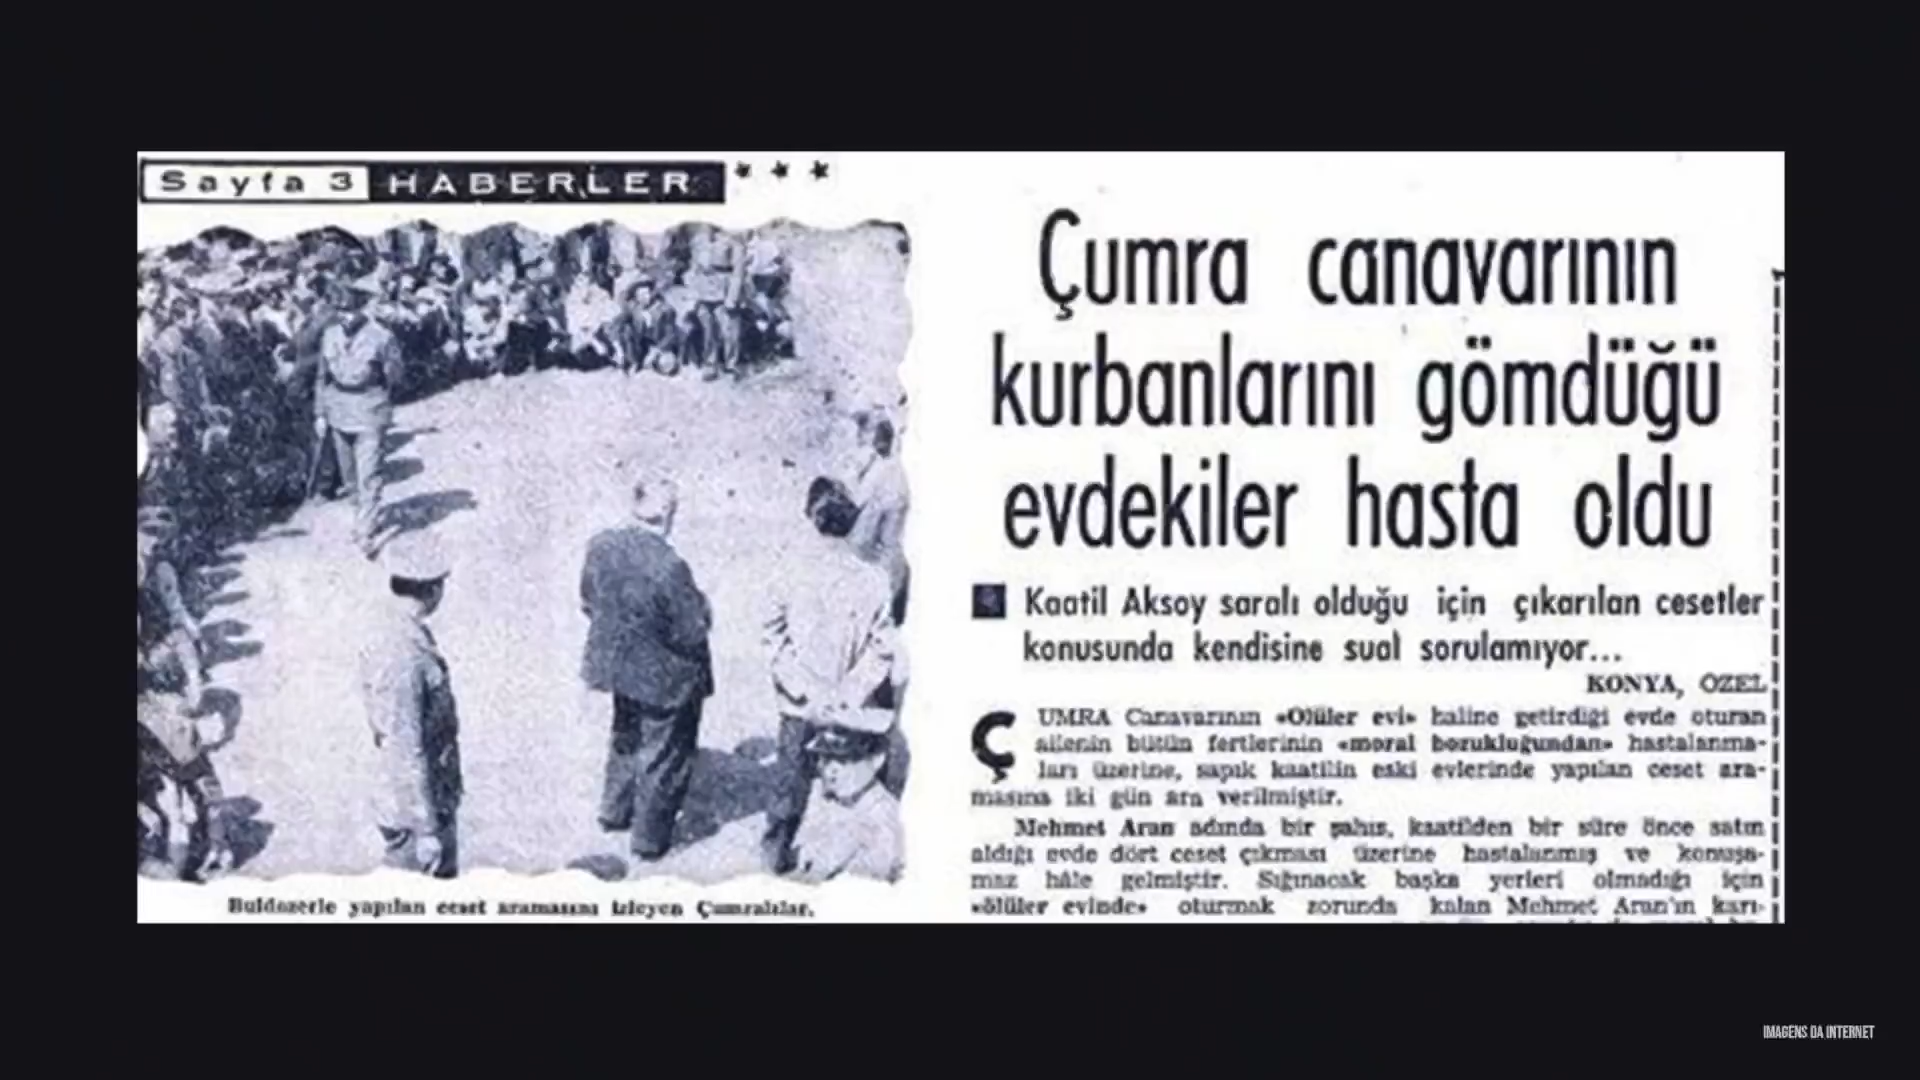 Sayfa 3 HABERLER ★ ★ ★
Çumra canavarının
kurbanlarını gömdüğü
evdekiler hasta oldu
Kaatil Aksoy saralı olduğu için çıkarılan cesetler
konusunda kendisine sual sorulamıyor...
KONYA, ÖZEL
ÇUMRA Canavarının «Ölüler evi» haline getirdiği evde oturan
ailenin bütün fertlerinin «moral bozukluğundan» hastalanma-
ları üzerine, sapık kaatilin eski evlerinde yapılan ceset ara-
masına iki gün ara verilmiştir.
Mehmet Aran adında bir şahıs, kaatilden bir süre önce satın
aldığı evde dört ceset çıkması üzerine hastalanmış ve konuşa-
maz hâle gelmiştir. Sığınacak başka yerleri olmadığı için
«ölüler evinde» oturmak zorunda kalan Mehmet Aran'ın karı-
Buldozerle yapılan ceset aramasını izleyen Çumralılar.
IMAGENS DA INTERNET